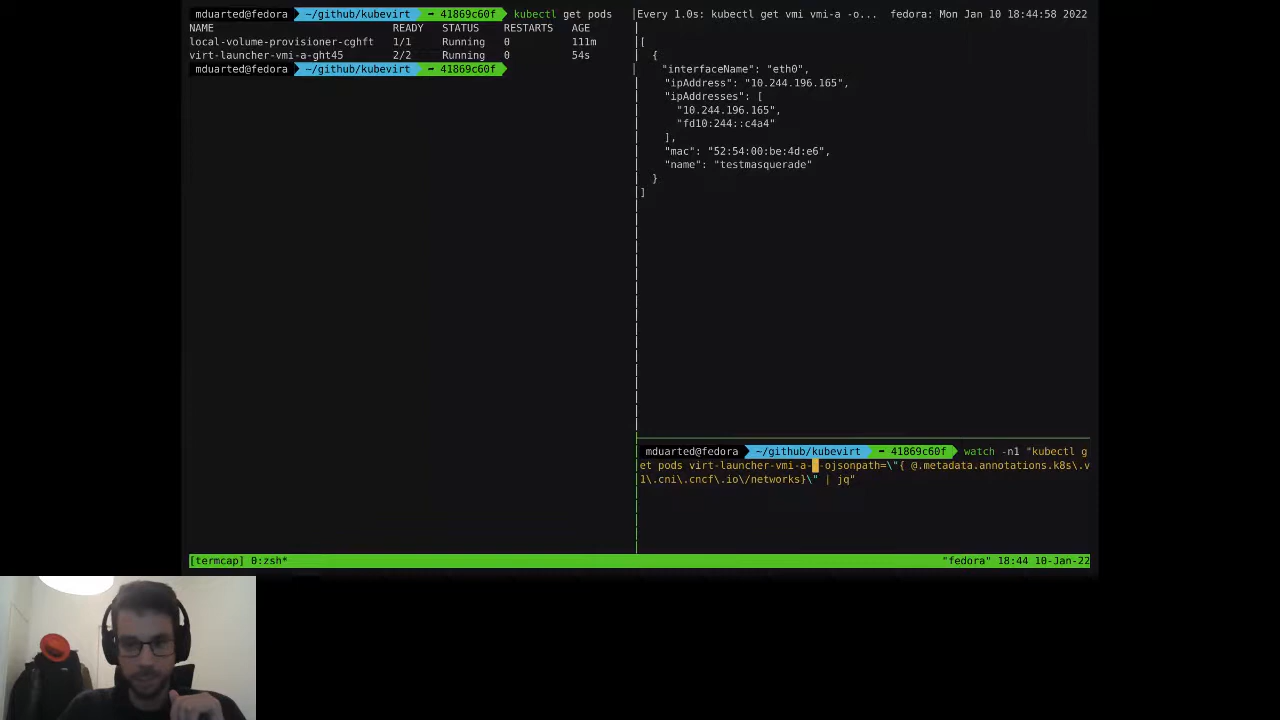 mduarted@fedora ~/github/kubevirt 41869c60f kubectl get pods
NAME READY STATUS RESTARTS AGE
local-volume-provisioner-cghft 1/1 Running 0 111m
virt-launcher-vmi-a-ght45 2/2 Running 0 54s
mduarted@fedora ~/github/kubevirt 41869c60f
Every 1.0s: kubectl get vmi vmi-a -o... fedora: Mon Jan 10 18:44:58 2022
[
{
"interfaceName": "eth0",
"ipAddress": "10.244.196.165",
"ipAddresses": [
"10.244.196.165",
"fd10:244::c4a4"
],
"mac": "52:54:00:be:4d:e6",
"name": "testmasquerade"
}
]
mduarted@fedora ~/github/kubevirt 41869c60f watch -n1 "kubectl g
et pods virt-launcher-vmi-a- -ojsonpath=\"{ @.metadata.annotations.k8s\.v
1\.cni\.cncf\.io\/networks}\" | jq"
[termcap] 0:zsh* "fedora" 18:44 10-Jan-22